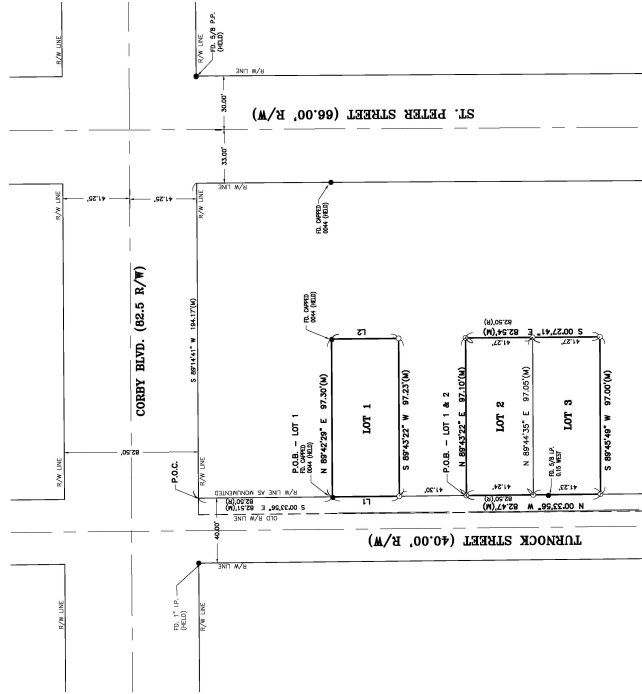 R/W LINE
R/W LINE
FD. 5/8 P.P.
(HELD)
R/W LINE
30.00'
ST. PETER STREET (66.00' R/W)
33.00'
R/W LINE
FD. CAPPED
0044 (HELD)
41.25'
41.25'
R/W LINE
R/W LINE
CORBY BLVD. (82.5 R/W)
S 89°14'41" W 194.17'(M)
82.50'
FD. CAPPED
0044 (HELD)
L2
N 89°42'29" E 97.30'(M)
LOT 1
S 89°43'22" W 97.23'(M)
L1
P.O.B. - LOT 1
FD. CAPPED
0044 (HELD)
P.O.C.
R/W LINE
R/W LINE
R/W LINE AS MONUMENTED
S 00°33'56" E 82.51'(M)
82.50'(R)
OLD R/W LINE
40.00'
41.30'
P.O.B. - LOT 1 & 2
N 89°43'22" E 97.10'(M)
LOT 2
N 89°44'35" E 97.05'(M)
LOT 3
S 89°45'49" W 97.00'(M)
S 00°27'41" E 82.54'(M)
82.50'(R)
41.27'
41.27'
41.24'
41.23'
FD. 5/8 I.P.
0.15 WEST
N 00°33'56" W 82.47'(M)
82.50'(R)
TURNOCK STREET (40.00' R/W)
R/W LINE
FD. 1" I.P.
(HELD)
R/W LINE
R/W LINE